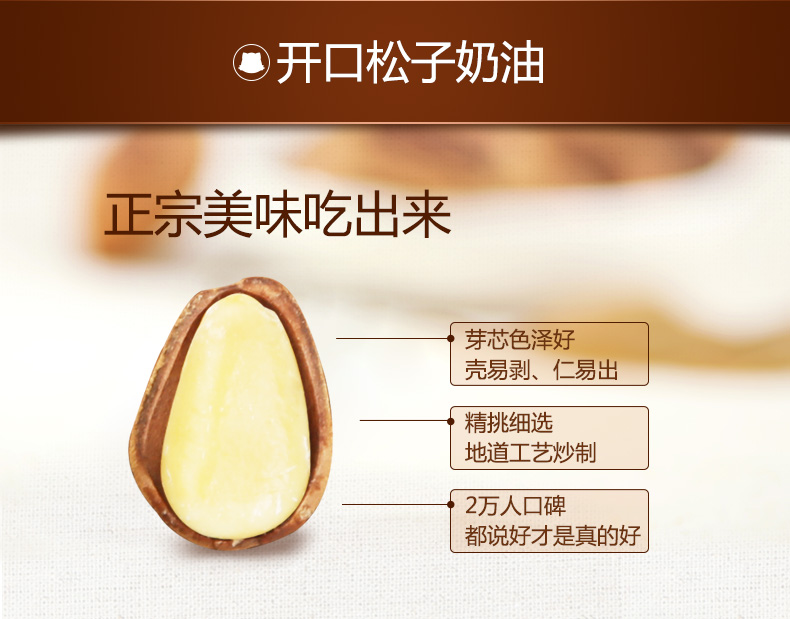 开口松子奶油
正宗美味吃出来
芽芯色泽好
壳易剥、仁易出
精挑细选
地道工艺炒制
2万人口碑
都说好才是真的好